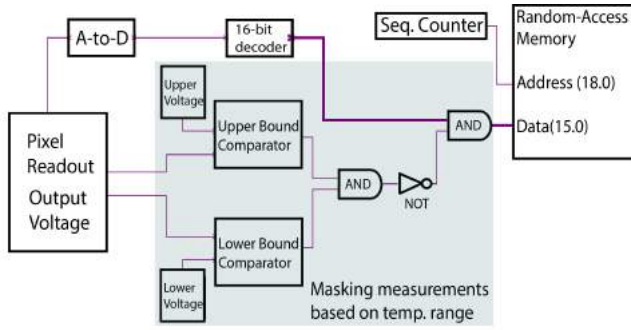 A-to-D
16-bit
decoder
Seq. Counter
Random-Access
Memory
Address (18.0)
Data(15.0)
Upper
Voltage
Upper Bound
Comparator
Pixel
Readout
Output
Voltage
AND
AND
NOT
Lower Bound
Comparator
Lower
Voltage
Masking measurements
based on temp. range